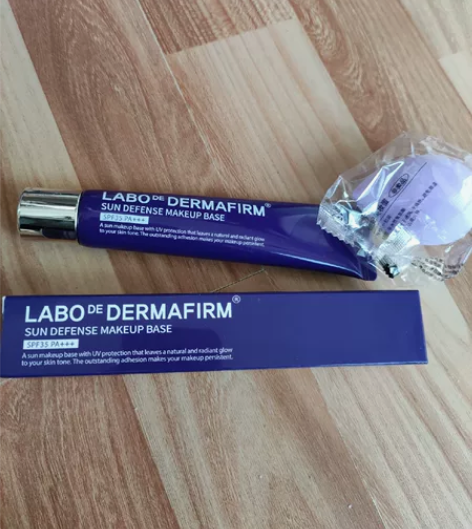 LABO DE DERMAFIRM®
SUN DEFENSE MAKEUP BASE
SPF35 PA+++
A sun makeup base with UV protection that leaves a natural and radiant glow
to your skin tone. The outstanding adhesion makes your makeup persistent.
LABO DE DERMAFIRM®
SUN DEFENSE MAKEUP BASE
SPF35 PA+++
A sun makeup base with UV protection that leaves a natural and radiant glow
to your skin tone. The outstanding adhesion makes your makeup persistent.